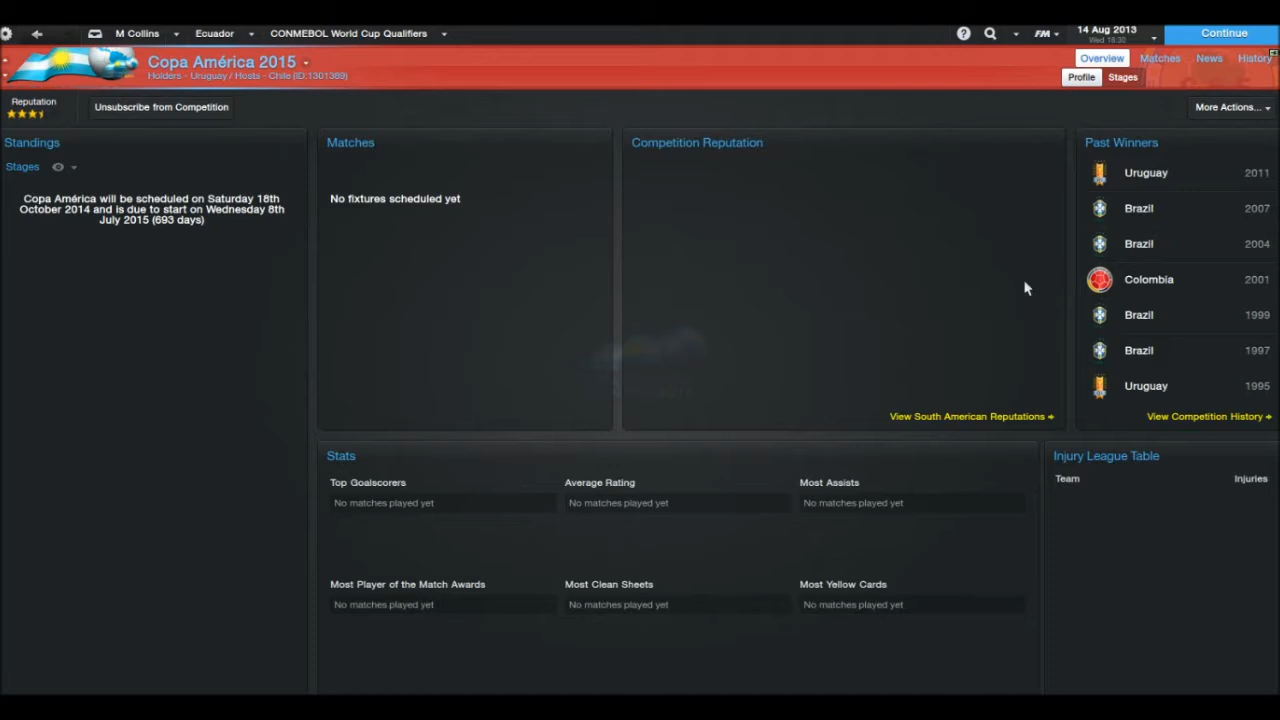 M Collins
Ecuador
CONMEBOL World Cup Qualifiers
FM
14 Aug 2013
Wed 18:30
Continue
Copa América 2015
Holders - Uruguay / Hosts - Chile [ID:1301389]
Overview
Matches
News
History
Profile
Stages
Reputation
Unsubscribe from Competition
More Actions...
Standings
Stages
Copa América will be scheduled on Saturday 18th
October 2014 and is due to start on Wednesday 8th
July 2015 (693 days)
Matches
No fixtures scheduled yet
Competition Reputation
View South American Reputations
Past Winners
Uruguay 2011
Brazil 2007
Brazil 2004
Colombia 2001
Brazil 1999
Brazil 1997
Uruguay 1995
View Competition History
Stats
Top Goalscorers
No matches played yet
Average Rating
No matches played yet
Most Assists
No matches played yet
Most Player of the Match Awards
No matches played yet
Most Clean Sheets
No matches played yet
Most Yellow Cards
No matches played yet
Injury League Table
Team Injuries